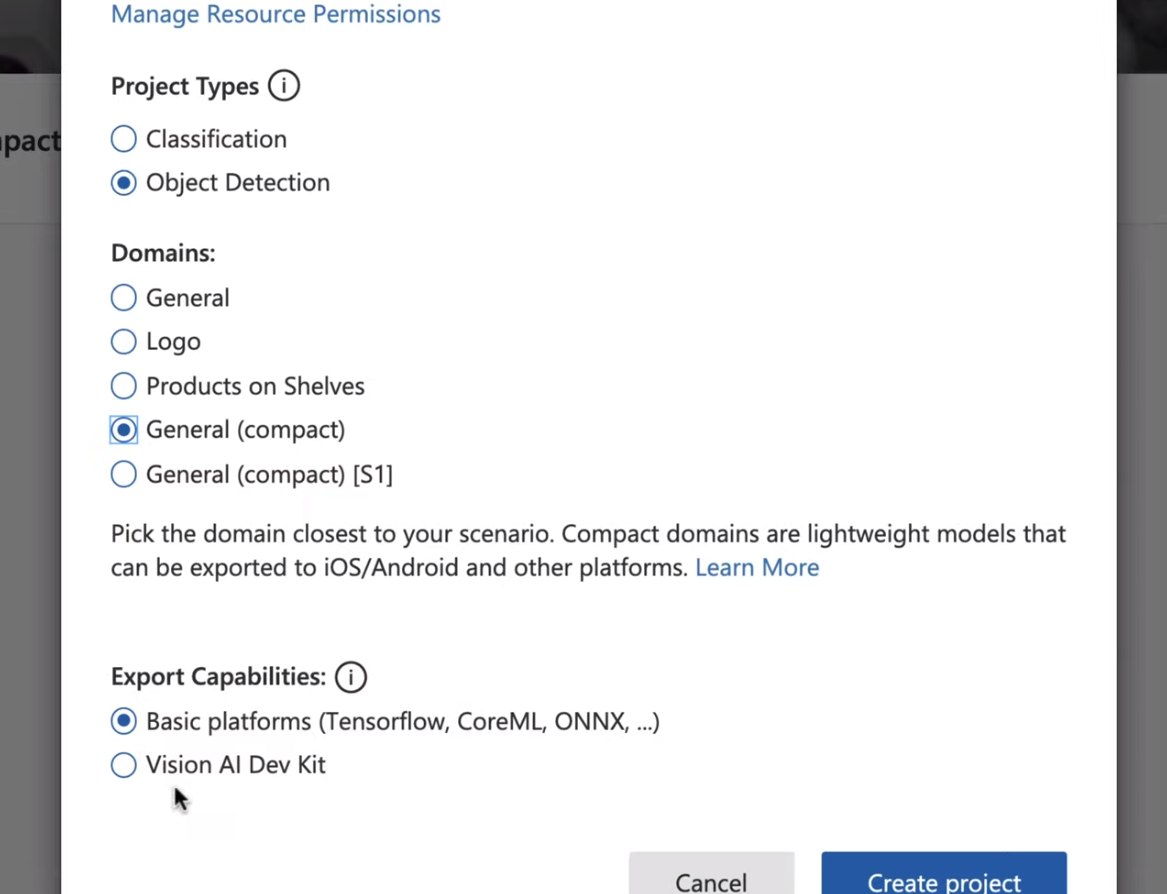 Manage Resource Permissions
Project Types
pact
Classification
Object Detection
Domains:
General
Logo
Products on Shelves
General (compact)
General (compact) [S1]
Pick the domain closest to your scenario. Compact domains are lightweight models that
can be exported to iOS/Android and other platforms. Learn More
Export Capabilities:
Basic platforms (Tensorflow, CoreML, ONNX, ...)
Vision AI Dev Kit
Cancel
Create project